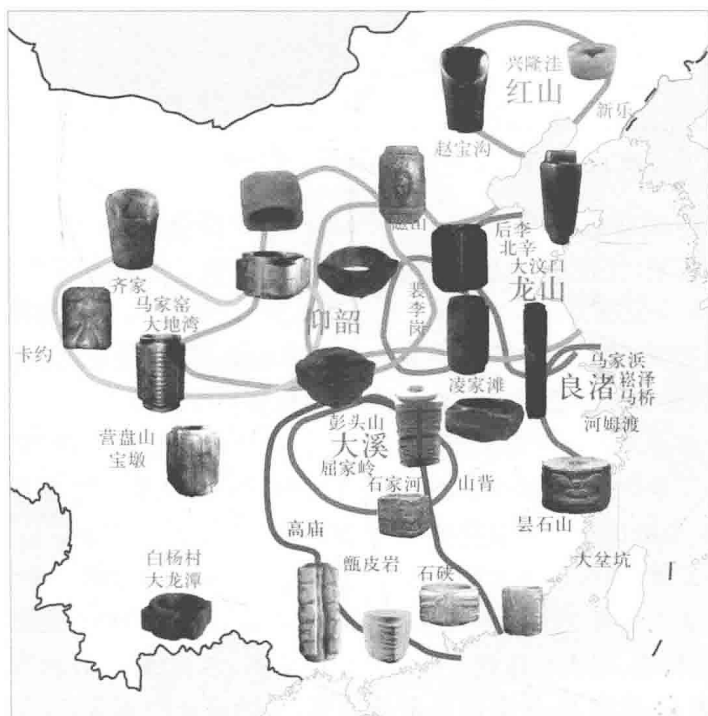 兴隆洼
红山
新乐
赵宝沟
磁山
后李
北辛
大汶口
龙山
裴李岗
仰韶
齐家
马家窑
大地湾
卡约
凌家滩
马家浜
良渚
崧泽
马桥
河姆渡
彭头山
大溪
屈家岭
营盘山
宝墩
石家河
山背
昙石山
高庙
白杨村
大龙潭
甑皮岩
石硖
大坌坑